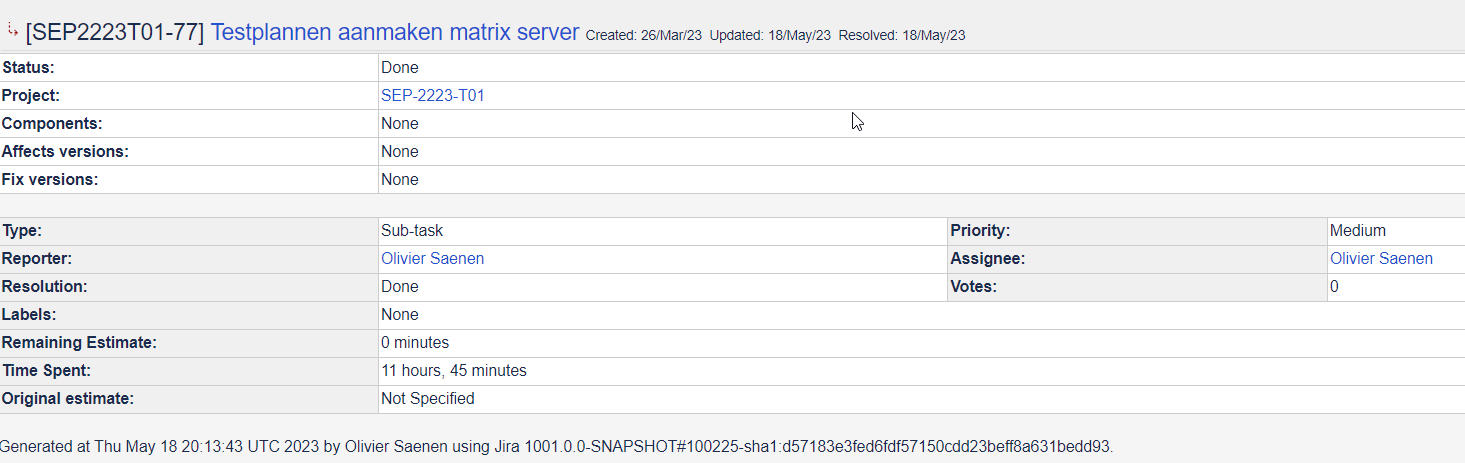 [SEP2223T01-77] Testplannen aanmaken matrix server Created: 26/Mar/23 Updated: 18/May/23 Resolved: 18/May/23
Status: Done
Project: SEP-2223-T01
Components: None
Affects versions: None
Fix versions: None
Type: Sub-task Priority: Medium
Reporter: Olivier Saenen Assignee: Olivier Saenen
Resolution: Done Votes: 0
Labels: None
Remaining Estimate: 0 minutes
Time Spent: 11 hours, 45 minutes
Original estimate: Not Specified
Generated at Thu May 18 20:13:43 UTC 2023 by Olivier Saenen using Jira 1001.0.0-SNAPSHOT#100225-sha1:d57183e3fed6fdf57150cdd23beff8a631bedd93.